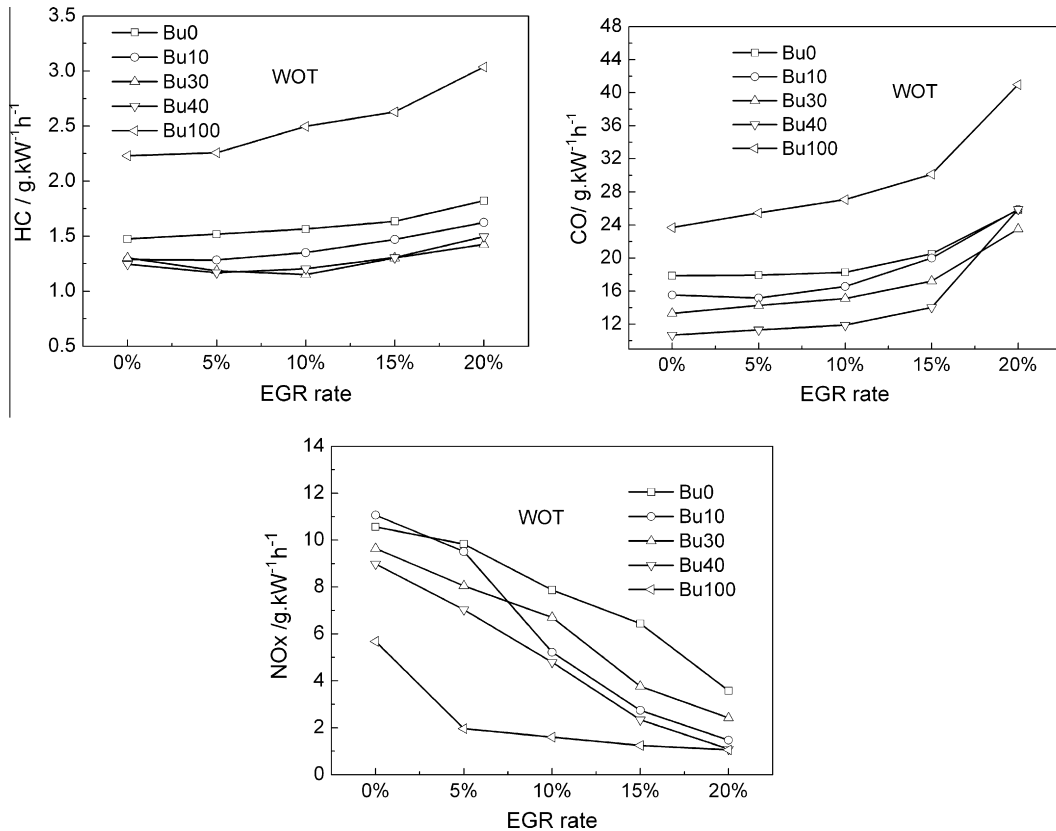 3.5
3.0
2.5
2.0
1.5
1.0
0.5
HC / g.kW⁻¹h⁻¹
Bu0
Bu10
Bu30
Bu40
Bu100
WOT
0% 5% 10% 15% 20%
EGR rate
48
44
40
36
32
28
24
20
16
12
CO/ g.kW⁻¹h⁻¹
Bu0
Bu10
Bu30
Bu40
Bu100
WOT
0% 5% 10% 15% 20%
EGR rate
14
12
10
8
6
4
2
0
NOx /g.kW⁻¹h⁻¹
WOT
Bu0
Bu10
Bu30
Bu40
Bu100
0% 5% 10% 15% 20%
EGR rate